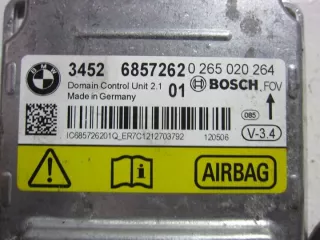 3452 6857262 0 265 020 264
Domain Control Unit 2.1 01 BOSCH FOV
Made in Germany
085 V-3.4
IC685726201Q_ER7C1212703792 120506
AIRBAG